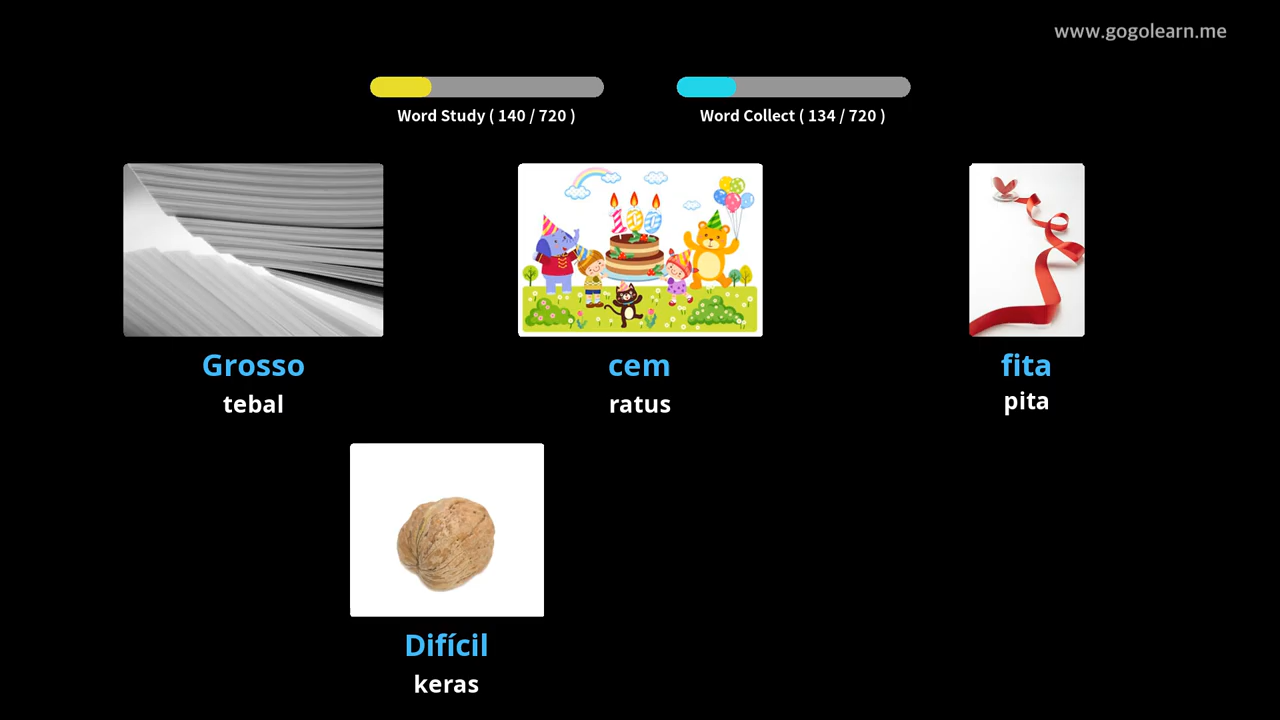 www.gogolearn.me
Word Study ( 140 / 720 )
Word Collect ( 134 / 720 )
100
Grosso
tebal
cem
ratus
fita
pita
Difícil
keras